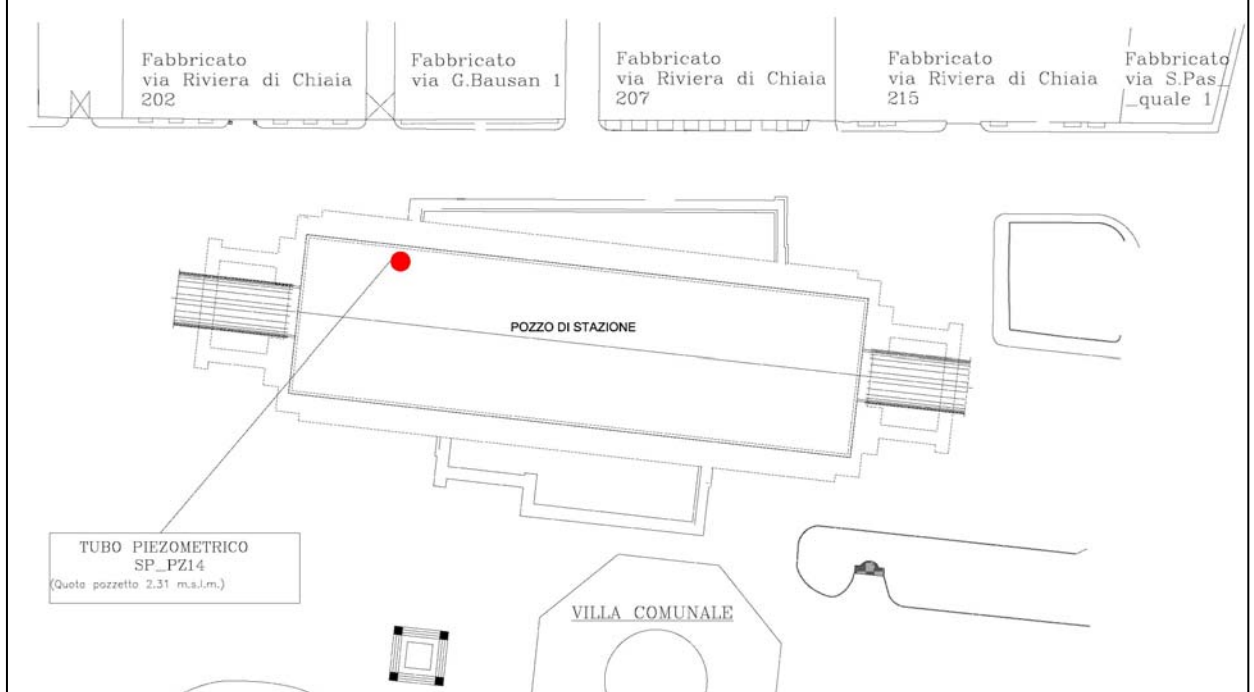 Fabbricato
via Riviera di Chiaia
202
Fabbricato
via G.Bausan 1
Fabbricato
via Riviera di Chiaia
207
Fabbricato
via Riviera di Chiaia
215
Fabbricato
via S.Pas_
_quale 1
POZZO DI STAZIONE
TUBO PIEZOMETRICO
SP_PZ14
(Quota pozzetto 2.31 m.s.l.m.)
VILLA COMUNALE